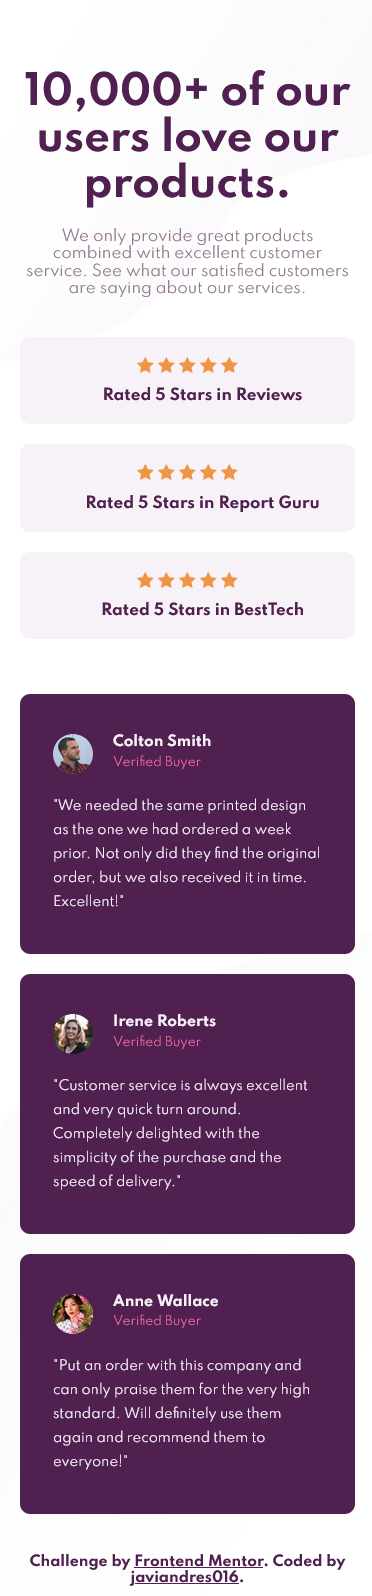 10,000+ of our
users love our
products.
We only provide great products
combined with excellent customer
service. See what our satisfied customers
are saying about our services.
Rated 5 Stars in Reviews
Rated 5 Stars in Report Guru
Rated 5 Stars in BestTech
Colton Smith
Verified Buyer
"We needed the same printed design
as the one we had ordered a week
prior. Not only did they find the original
order, but we also received it in time.
Excellent!"
Irene Roberts
Verified Buyer
"Customer service is always excellent
and very quick turn around.
Completely delighted with the
simplicity of the purchase and the
speed of delivery."
Anne Wallace
Verified Buyer
"Put an order with this company and
can only praise them for the very high
standard. Will definitely use them
again and recommend them to
everyone!"
Challenge by Frontend Mentor. Coded by
javiandres016.